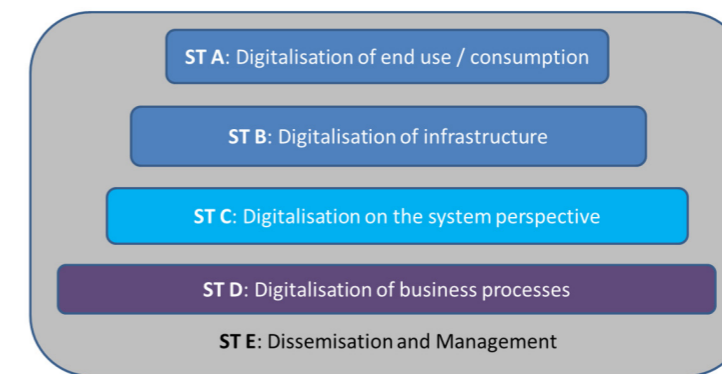 ST A: Digitalisation of end use / consumption
ST B: Digitalisation of infrastructure
ST C: Digitalisation on the system perspective
ST D: Digitalisation of business processes
ST E: Dissemisation and Management